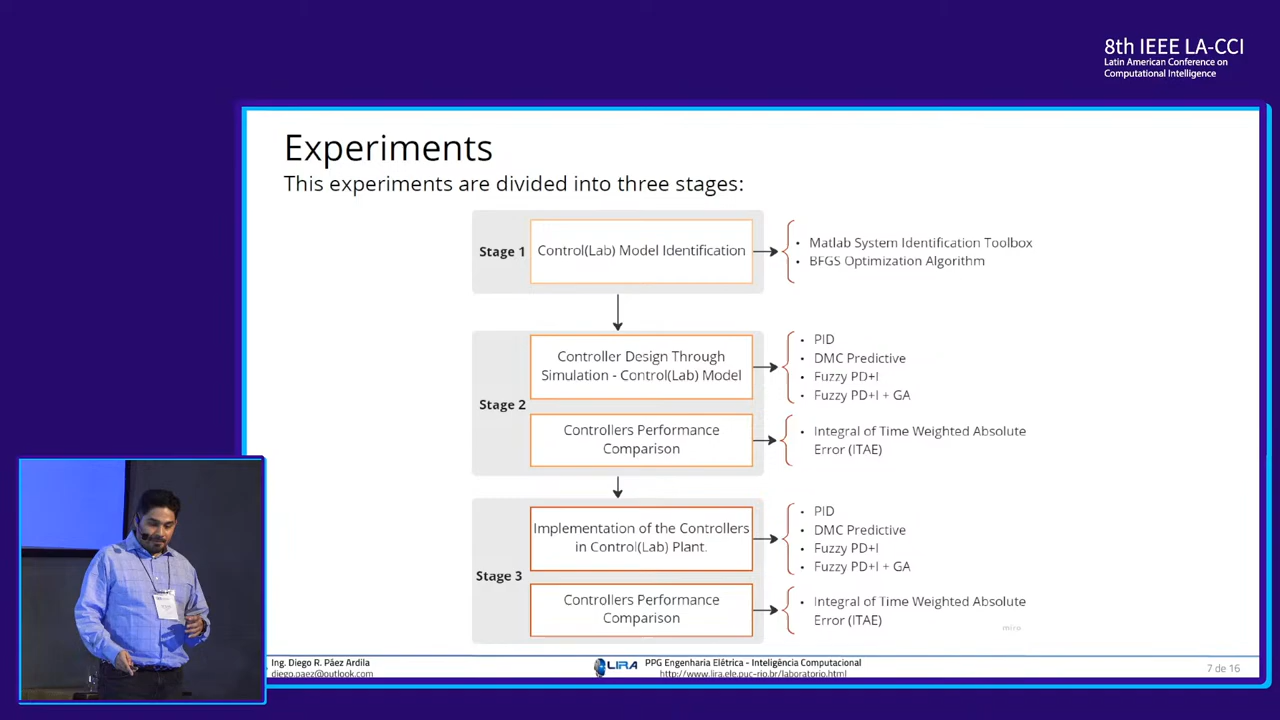 8th IEEE LA-CCI
Latin American Conference on
Computational Intelligence
Experiments
This experiments are divided into three stages:
Stage 1
Control(Lab) Model Identification
• Matlab System Identification Toolbox
• BFGS Optimization Algorithm
Stage 2
Controller Design Through
Simulation - Control(Lab) Model
• PID
• DMC Predictive
• Fuzzy PD+I
• Fuzzy PD+I + GA
Controllers Performance
Comparison
• Integral of Time Weighted Absolute
Error (ITAE)
Stage 3
Implementation of the Controllers
in Control(Lab) Plant.
• PID
• DMC Predictive
• Fuzzy PD+I
• Fuzzy PD+I + GA
Controllers Performance
Comparison
• Integral of Time Weighted Absolute
Error (ITAE)
miro
Ing. Diego R. Páez Ardila
diego.paez@outlook.com
LIRA
PPG Engenharia Elétrica - Inteligência Computacional
http://www.lira.ele.puc-rio.br/laboratorio.html
7 de 16